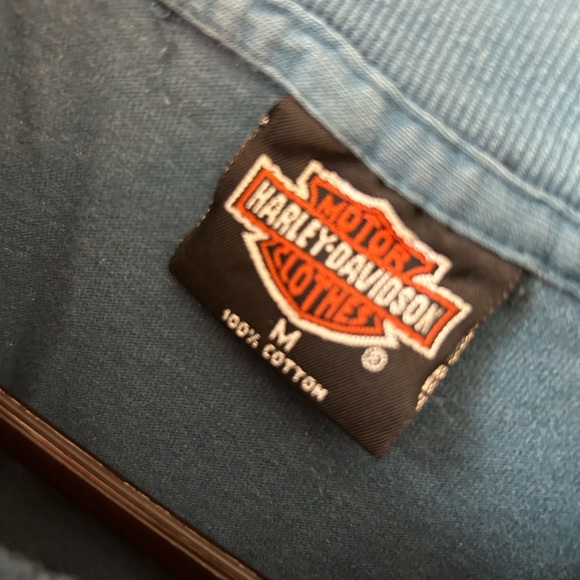 MOTOR
HARLEY-DAVIDSON
CLOTHES
®
M
100% COTTON